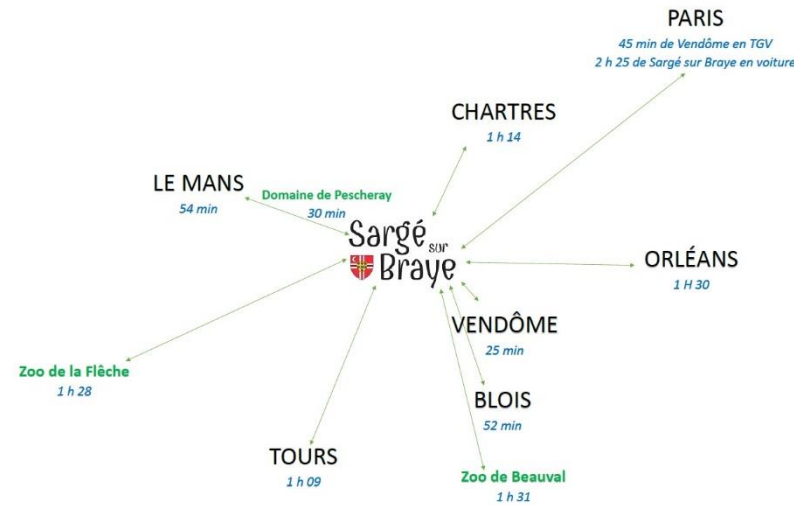 PARIS
45 min de Vendôme en TGV
2 h 25 de Sargé sur Braye en voiture
CHARTRES
1 h 14
LE MANS
54 min
Domaine de Pescheray
30 min
Sargé sur
Braye
ORLÉANS
1 H 30
VENDÔME
25 min
Zoo de la Flêche
1 h 28
BLOIS
52 min
TOURS
1 h 09
Zoo de Beauval
1 h 31